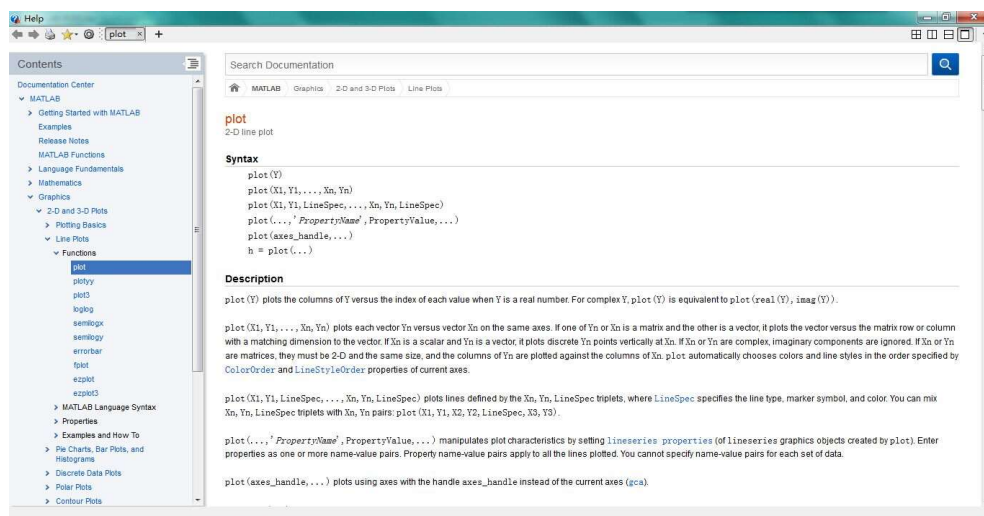 Help
plot
Contents
Documentation Center
MATLAB
Getting Started with MATLAB
Examples
Release Notes
MATLAB Functions
Language Fundamentals
Mathematics
Graphics
2-D and 3-D Plots
Plotting Basics
Line Plots
Functions
plot
plotyy
plot3
loglog
semilogx
semilogy
errorbar
fplot
ezplot
ezplot3
MATLAB Language Syntax
Properties
Examples and How To
Pie Charts, Bar Plots, and
Histograms
Discrete Data Plots
Polar Plots
Contour Plots
Search Documentation
MATLAB Graphics 2-D and 3-D Plots Line Plots
plot
2-D line plot
Syntax
plot(Y)
plot(X1,Y1,...,Xn,Yn)
plot(X1,Y1,LineSpec,...,Xn,Yn,LineSpec)
plot(...,'PropertyName',PropertyValue,...)
plot(axes_handle,...)
h = plot(...)
Description
plot(Y) plots the columns of Y versus the index of each value when Y is a real number. For complex Y, plot(Y) is equivalent to plot(real(Y), imag(Y)).
plot(X1,Y1,...,Xn,Yn) plots each vector Yn versus vector Xn on the same axes. If one of Yn or Xn is a matrix and the other is a vector, it plots the vector versus the matrix row or column
with a matching dimension to the vector. If Xn is a scalar and Yn is a vector, it plots discrete Yn points vertically at Xn. If Xn or Yn are complex, imaginary components are ignored. If Xn or Yn
are matrices, they must be 2-D and the same size, and the columns of Yn are plotted against the columns of Xn. plot automatically chooses colors and line styles in the order specified by
ColorOrder and LineStyleOrder properties of current axes.
plot(X1,Y1,LineSpec,...,Xn,Yn,LineSpec) plots lines defined by the Xn,Yn,LineSpec triplets, where LineSpec specifies the line type, marker symbol, and color. You can mix
Xn,Yn,LineSpec triplets with Xn,Yn pairs: plot(X1,Y1,X2,Y2,LineSpec,X3,Y3).
plot(...,'PropertyName',PropertyValue,...) manipulates plot characteristics by setting lineseries properties (of lineseries graphics objects created by plot). Enter
properties as one or more name-value pairs. Property name-value pairs apply to all the lines plotted. You cannot specify name-value pairs for each set of data.
plot(axes_handle,...) plots using axes with the handle axes_handle instead of the current axes (gca).